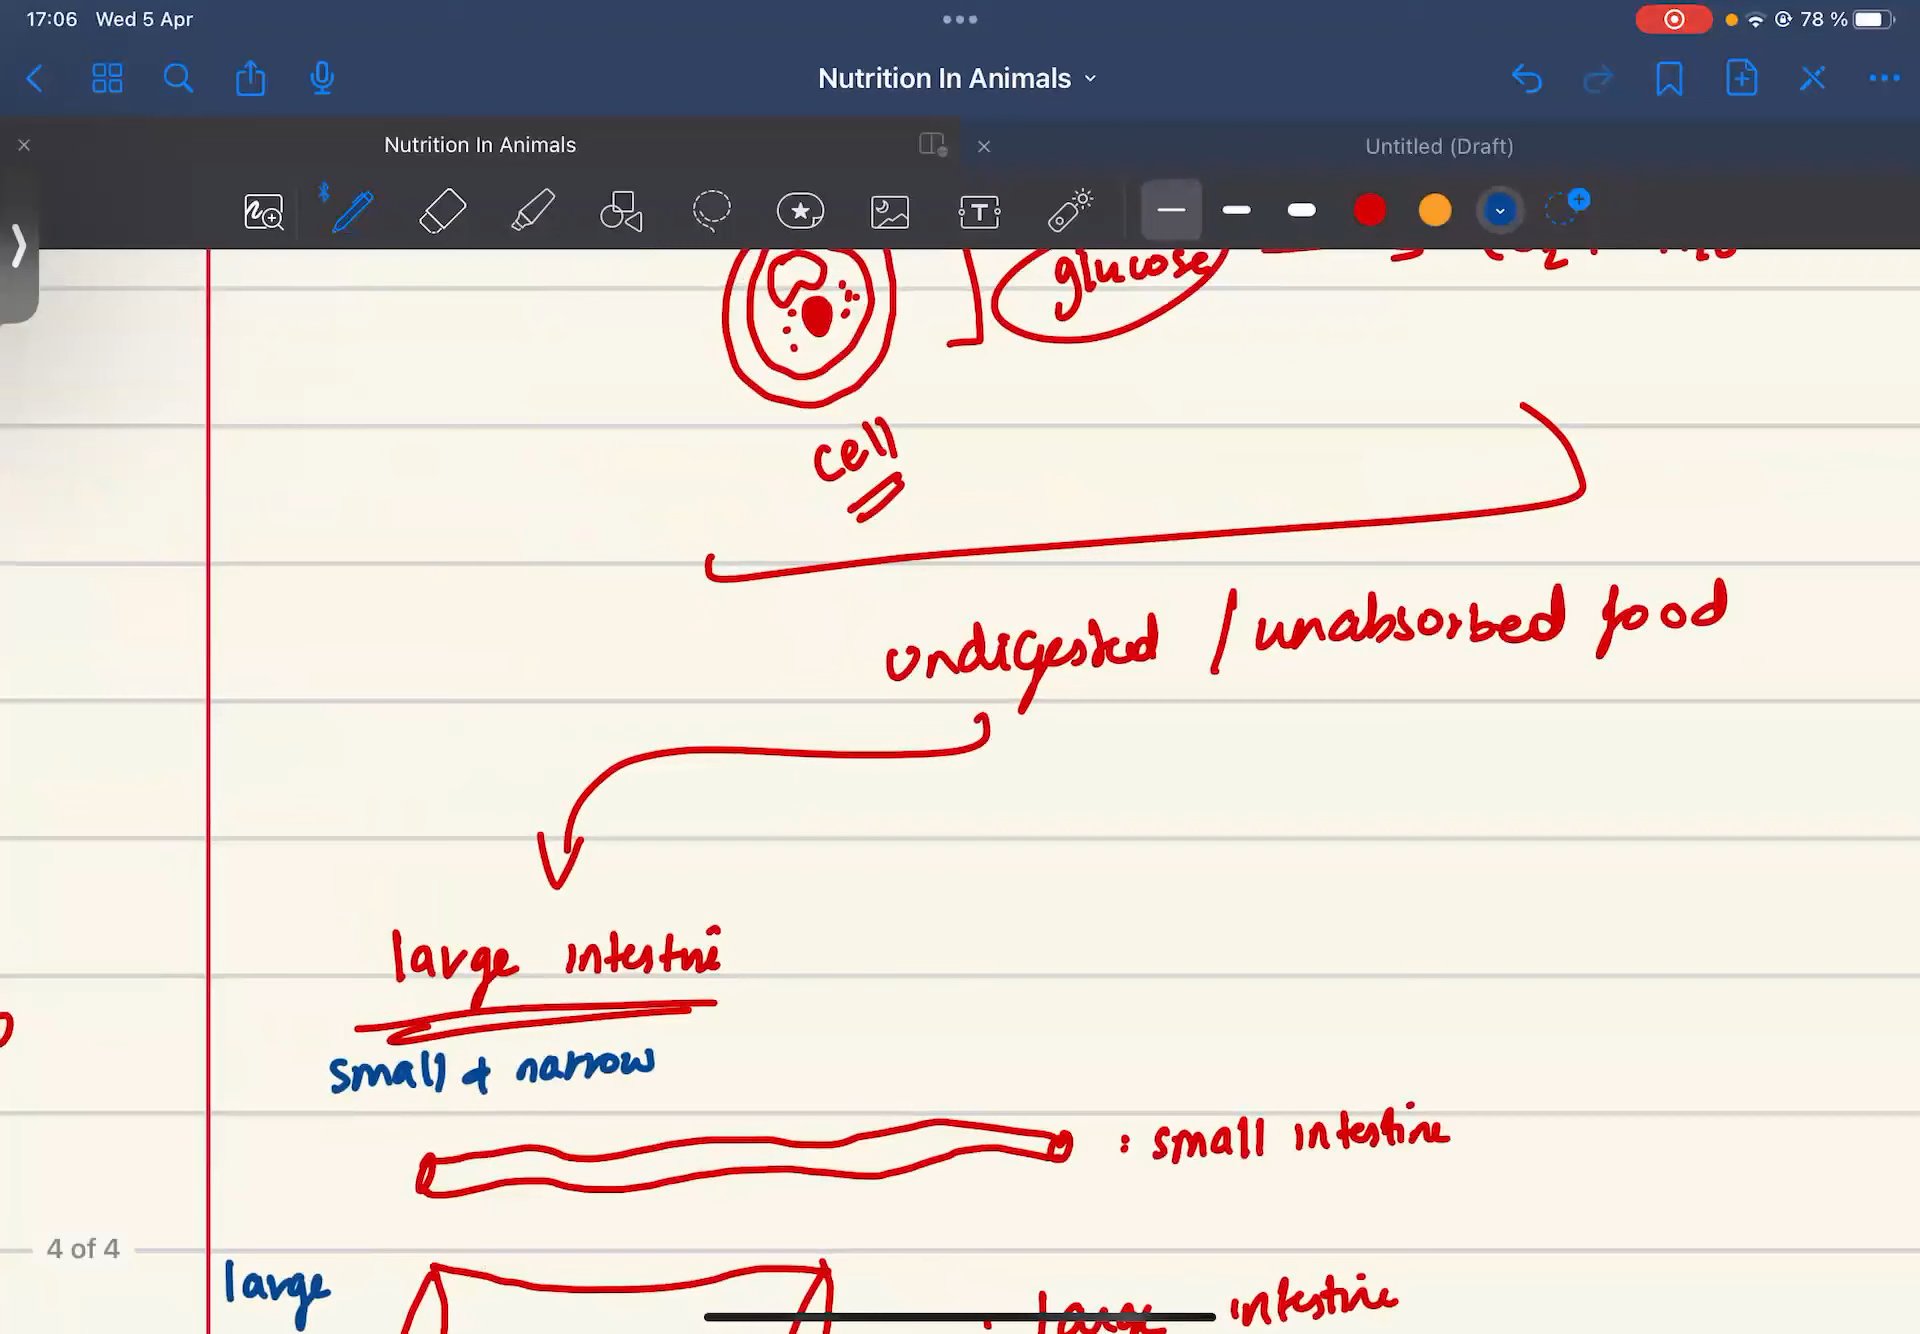 17:06 Wed 5 Apr
78 %
Nutrition In Animals
Nutrition In Animals
Untitled (Draft)
T
glucose
cell
undigested / unabsorbed food
large intestine
small & narrow
: small intestine
4 of 4
large
: large intestine